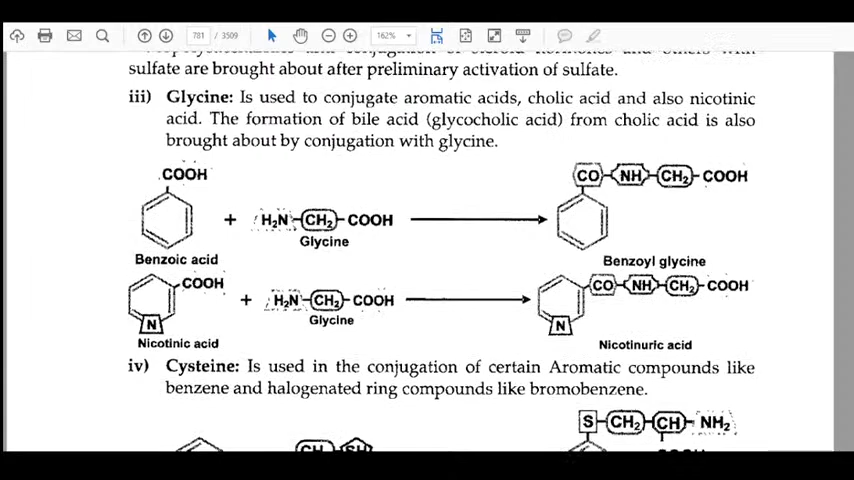 781 / 3509
162%
sulfate are brought about after preliminary activation of sulfate.
iii) Glycine: Is used to conjugate aromatic acids, cholic acid and also nicotinic
acid. The formation of bile acid (glycocholic acid) from cholic acid is also
brought about by conjugation with glycine.
COOH
CO-NH-CH2-COOH
+ H2N-CH2-COOH
Glycine
Benzoic acid
Benzoyl glycine
COOH
CO-NH-CH2-COOH
+ H2N-CH2-COOH
Glycine
N
N
Nicotinic acid
Nicotinuric acid
iv) Cysteine: Is used in the conjugation of certain Aromatic compounds like
benzene and halogenated ring compounds like bromobenzene.
S-CH2-CH-NH2